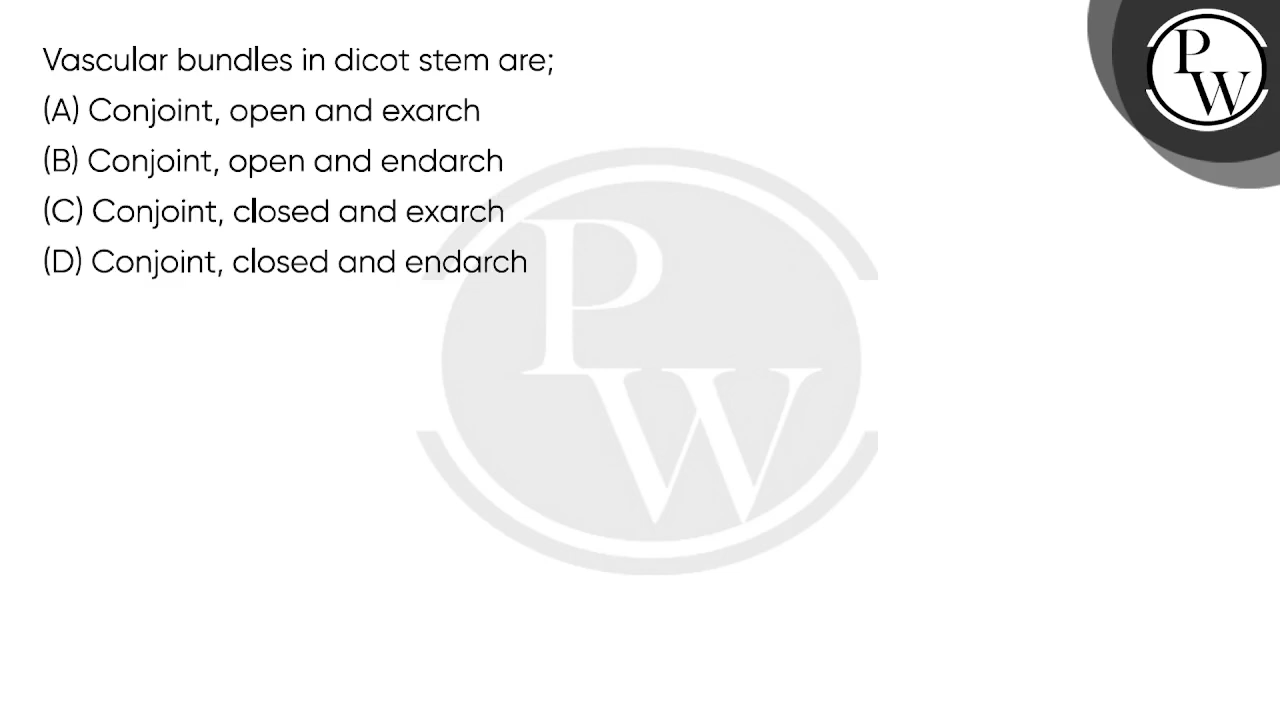 Vascular bundles in dicot stem are;
(A) Conjoint, open and exarch
(B) Conjoint, open and endarch
(C) Conjoint, closed and exarch
(D) Conjoint, closed and endarch
PW
PW